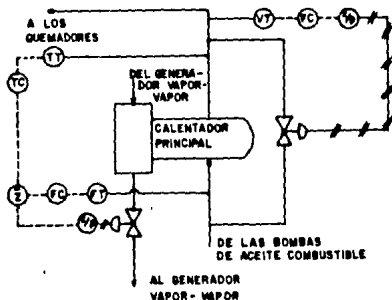 A LOS
QUEMADORES
VT
FC
TT
TC
DEL GENERA-
DOR VAPOR-
VAPOR
CALENTADOR
PRINCIPAL
Σ
FC
FT
DE LAS BOMBAS
DE ACEITE COMBUSTIBLE
AL GENERADOR
VAPOR-VAPOR